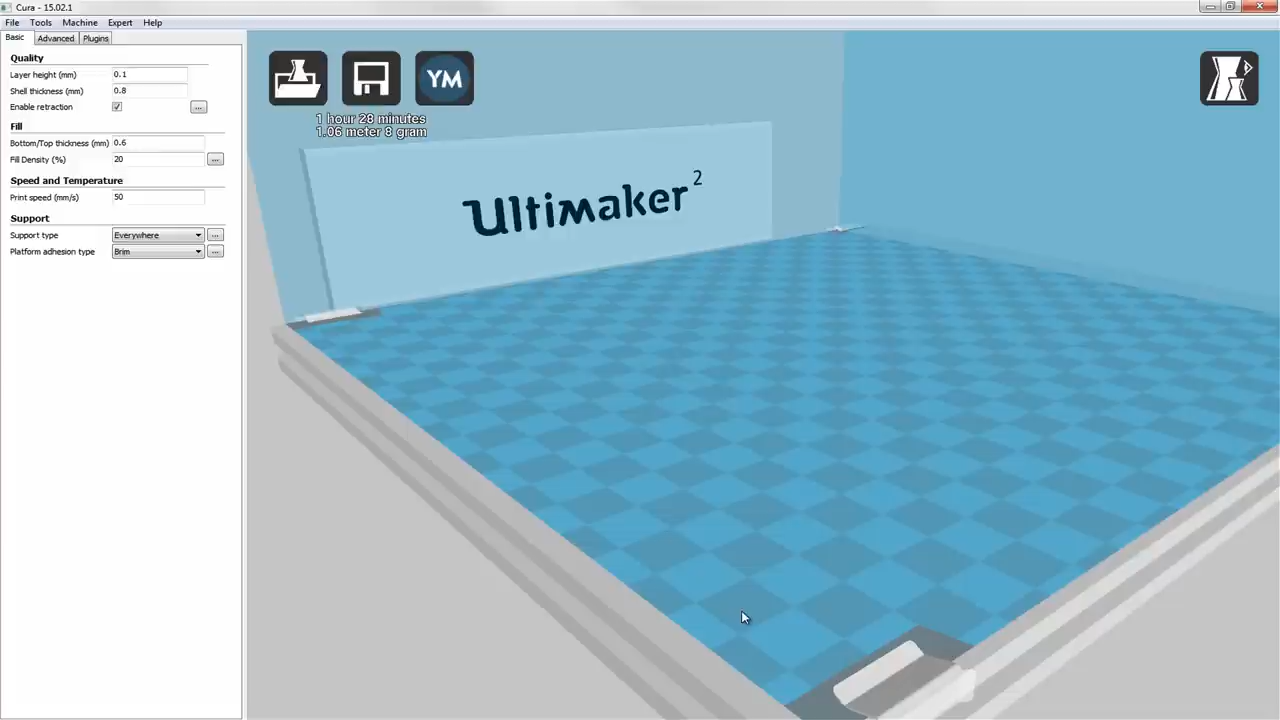 Cura - 15.02.1
File Tools Machine Expert Help
Basic Advanced Plugins
Quality
Layer height (mm) 0.1
Shell thickness (mm) 0.8
Enable retraction ...
Fill
Bottom/Top thickness (mm) 0.6
Fill Density (%) 20 ...
Speed and Temperature
Print speed (mm/s) 50
Support
Support type Everywhere ...
Platform adhesion type Brim ...
YM
1 hour 28 minutes
1.06 meter 8 gram
Ultimaker²